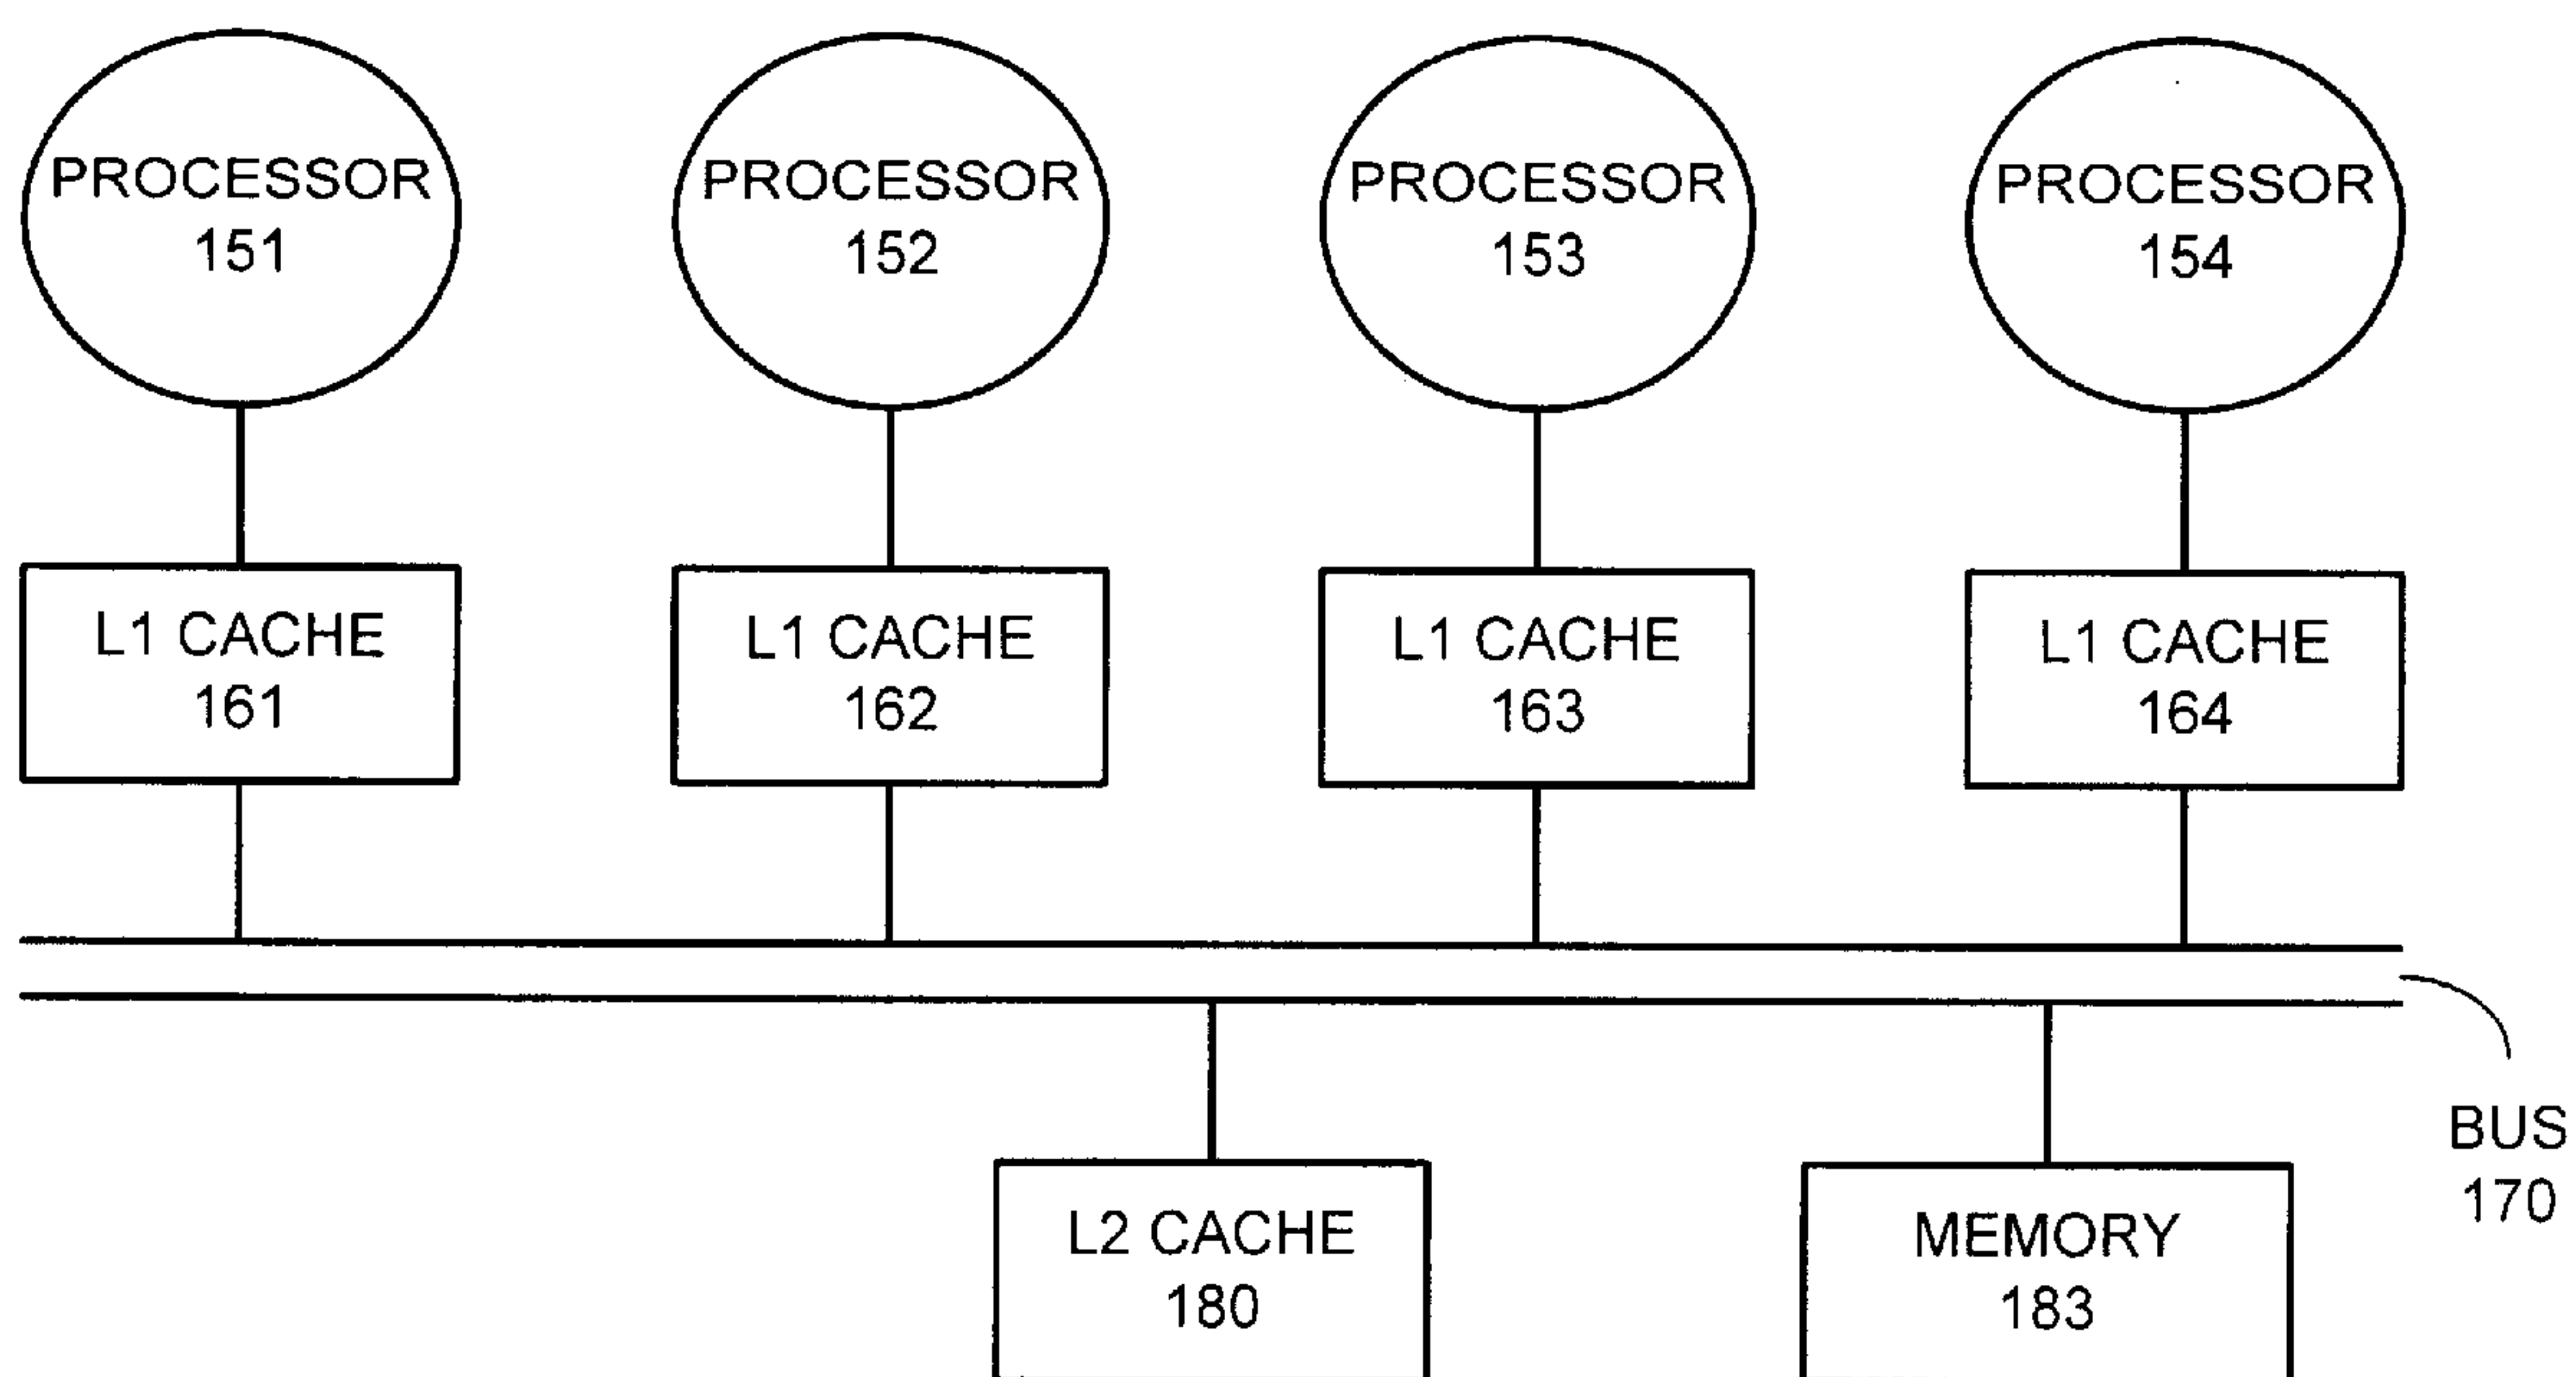 PROCESSOR
151
PROCESSOR
152
PROCESSOR
153
PROCESSOR
154
L1 CACHE
161
L1 CACHE
162
L1 CACHE
163
L1 CACHE
164
BUS
170
L2 CACHE
180
MEMORY
183